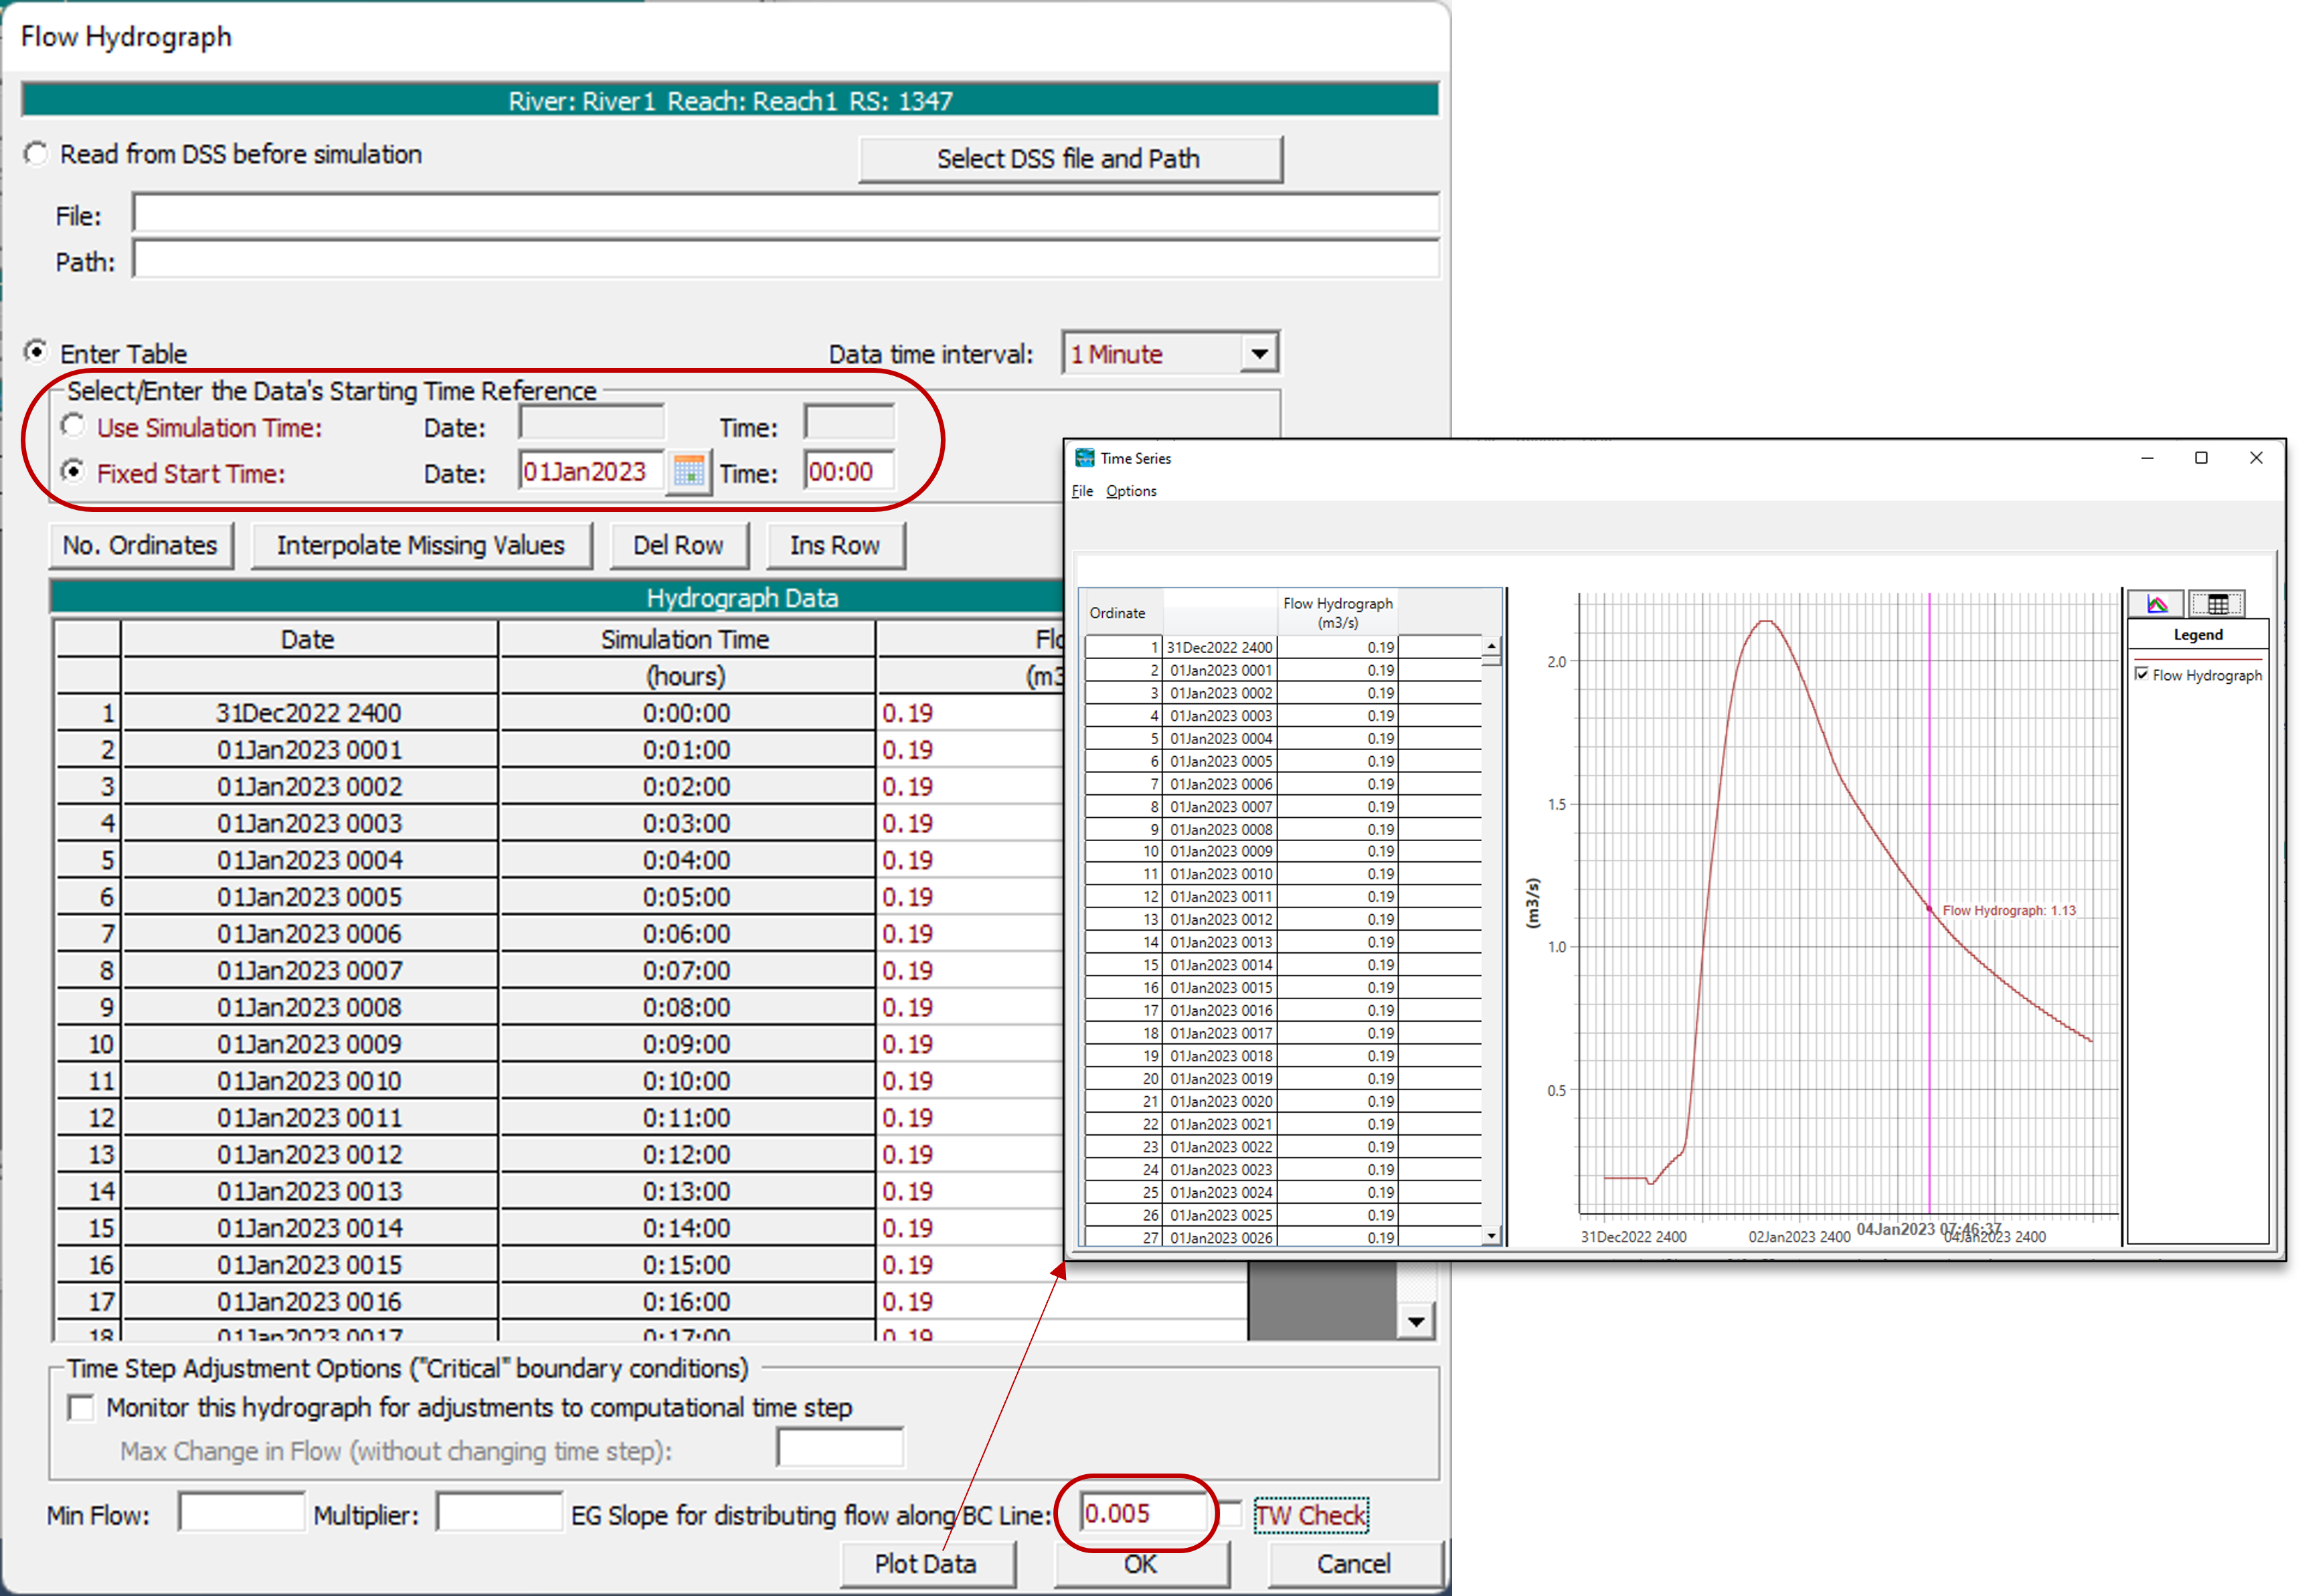 Flow Hydrograph
River: River1 Reach: Reach1 RS: 1347
Read from DSS before simulation
Select DSS file and Path
File:
Path:
Enter Table
Data time interval: 1 Minute
Select/Enter the Data's Starting Time Reference
Use Simulation Time: Date: Time:
Fixed Start Time: Date: 01Jan2023 Time: 00:00
No. Ordinates Interpolate Missing Values Del Row Ins Row
Hydrograph Data
Date Simulation Time
(hours)
1 31Dec2022 2400 0:00:00 0.19
2 01Jan2023 0001 0:01:00 0.19
3 01Jan2023 0002 0:02:00 0.19
4 01Jan2023 0003 0:03:00 0.19
5 01Jan2023 0004 0:04:00 0.19
6 01Jan2023 0005 0:05:00 0.19
7 01Jan2023 0006 0:06:00 0.19
8 01Jan2023 0007 0:07:00 0.19
9 01Jan2023 0008 0:08:00 0.19
10 01Jan2023 0009 0:09:00 0.19
11 01Jan2023 0010 0:10:00 0.19
12 01Jan2023 0011 0:11:00 0.19
13 01Jan2023 0012 0:12:00 0.19
14 01Jan2023 0013 0:13:00 0.19
15 01Jan2023 0014 0:14:00 0.19
16 01Jan2023 0015 0:15:00 0.19
17 01Jan2023 0016 0:16:00 0.19
18 01Jan2023 0017 0:17:00 0.19
Time Step Adjustment Options ("Critical" boundary conditions)
Monitor this hydrograph for adjustments to computational time step
Max Change in Flow (without changing time step):
Min Flow: Multiplier: EG Slope for distributing flow along BC Line: 0.005 TW Check
Plot Data OK Cancel
Time Series
File Options
Ordinate Flow Hydrograph
(m3/s)
1 31Dec2022 2400 0.19
2 01Jan2023 0001 0.19
3 01Jan2023 0002 0.19
4 01Jan2023 0003 0.19
5 01Jan2023 0004 0.19
6 01Jan2023 0005 0.19
7 01Jan2023 0006 0.19
8 01Jan2023 0007 0.19
9 01Jan2023 0008 0.19
10 01Jan2023 0009 0.19
11 01Jan2023 0010 0.19
12 01Jan2023 0011 0.19
13 01Jan2023 0012 0.19
14 01Jan2023 0013 0.19
15 01Jan2023 0014 0.19
16 01Jan2023 0015 0.19
17 01Jan2023 0016 0.19
18 01Jan2023 0017 0.19
19 01Jan2023 0018 0.19
20 01Jan2023 0019 0.19
21 01Jan2023 0020 0.19
22 01Jan2023 0021 0.19
23 01Jan2023 0022 0.19
24 01Jan2023 0023 0.19
25 01Jan2023 0024 0.19
26 01Jan2023 0025 0.19
27 01Jan2023 0026 0.19
(m3/s)
2.0
1.5
1.0
0.5
Flow Hydrograph: 1.13
04Jan2023 07:46:37
31Dec2022 2400 02Jan2023 2400 04Jan2023 2400
Legend
Flow Hydrograph